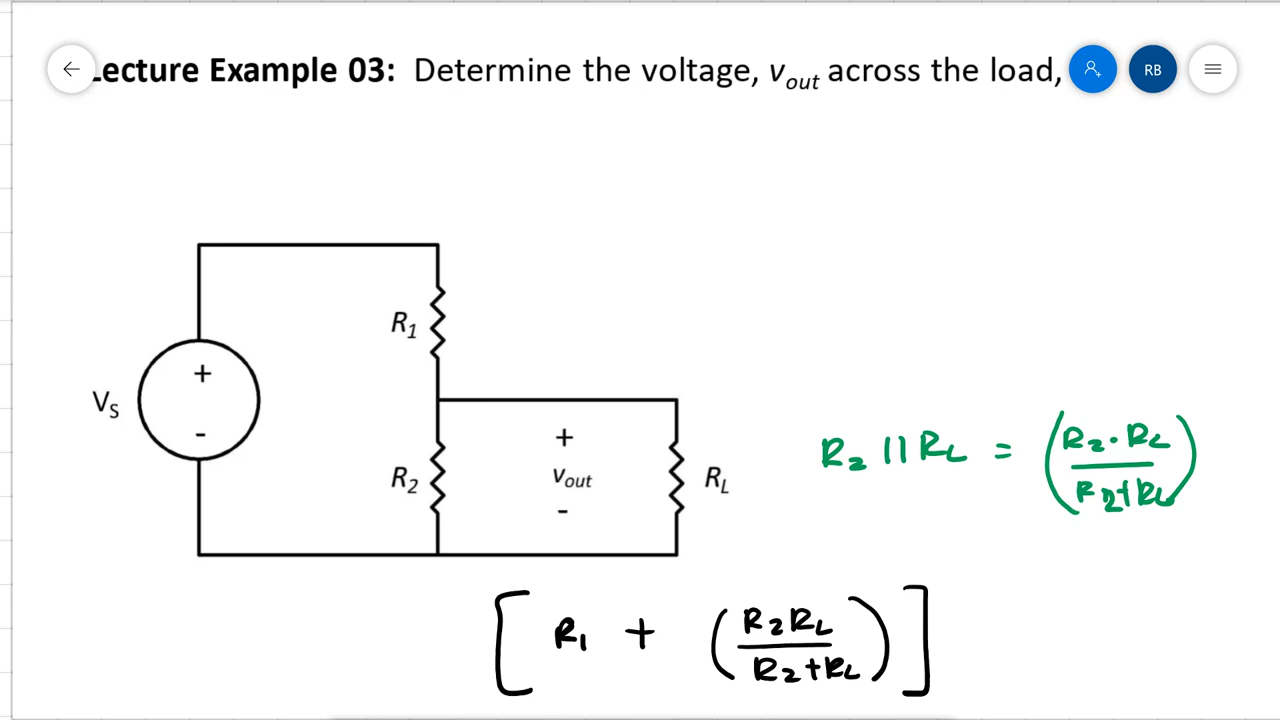 Lecture Example 03: Determine the voltage, vout across the load,
RB
R1
+
Vs
-
+
R2
vout
RL
-
R2 || RL = (R2 · RL / R2+RL)
[ R1 + (R2RL / R2+RL) ]